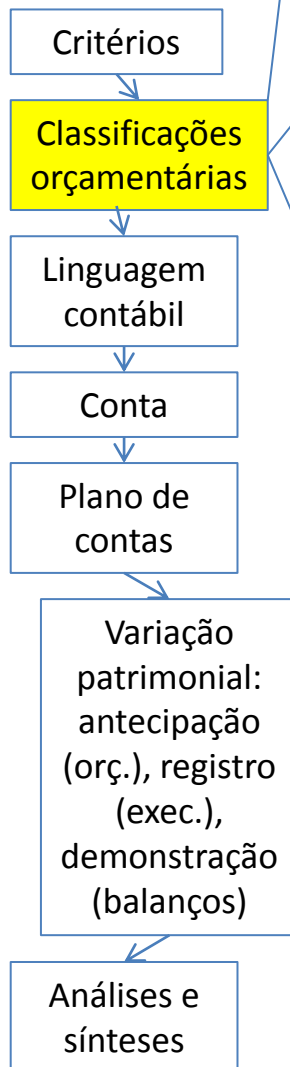 Critérios
Classificações
orçamentárias
Linguagem
contábil
Conta
Plano de
contas
Variação
patrimonial:
antecipação
(orç.), registro
(exec.),
demonstração
(balanços)
Análises e
sínteses